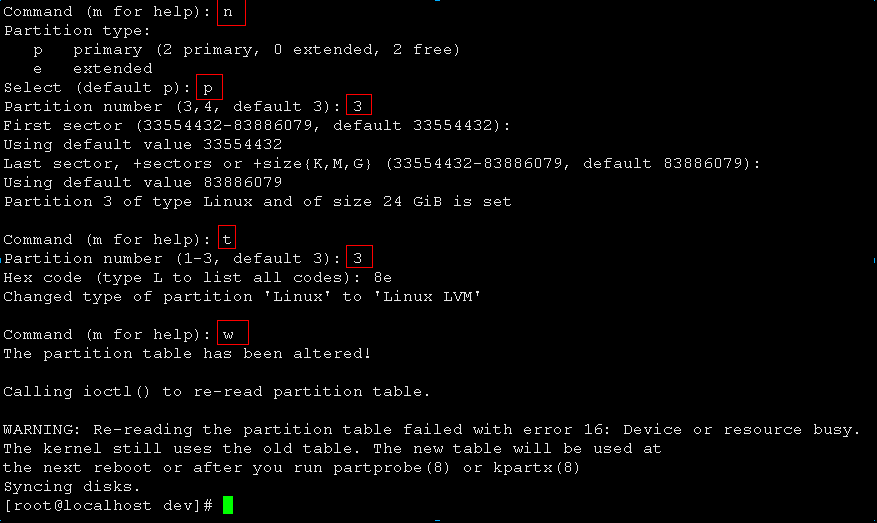 Command (m for help): n
Partition type:
   p   primary (2 primary, 0 extended, 2 free)
   e   extended
Select (default p): p
Partition number (3,4, default 3): 3
First sector (33554432-83886079, default 33554432):
Using default value 33554432
Last sector, +sectors or +size{K,M,G} (33554432-83886079, default 83886079):
Using default value 83886079
Partition 3 of type Linux and of size 24 GiB is set

Command (m for help): t
Partition number (1-3, default 3): 3
Hex code (type L to list all codes): 8e
Changed type of partition 'Linux' to 'Linux LVM'

Command (m for help): w
The partition table has been altered!

Calling ioctl() to re-read partition table.

WARNING: Re-reading the partition table failed with error 16: Device or resource busy.
The kernel still uses the old table. The new table will be used at
the next reboot or after you run partprobe(8) or kpartx(8)
Syncing disks.
[root@localhost dev]#